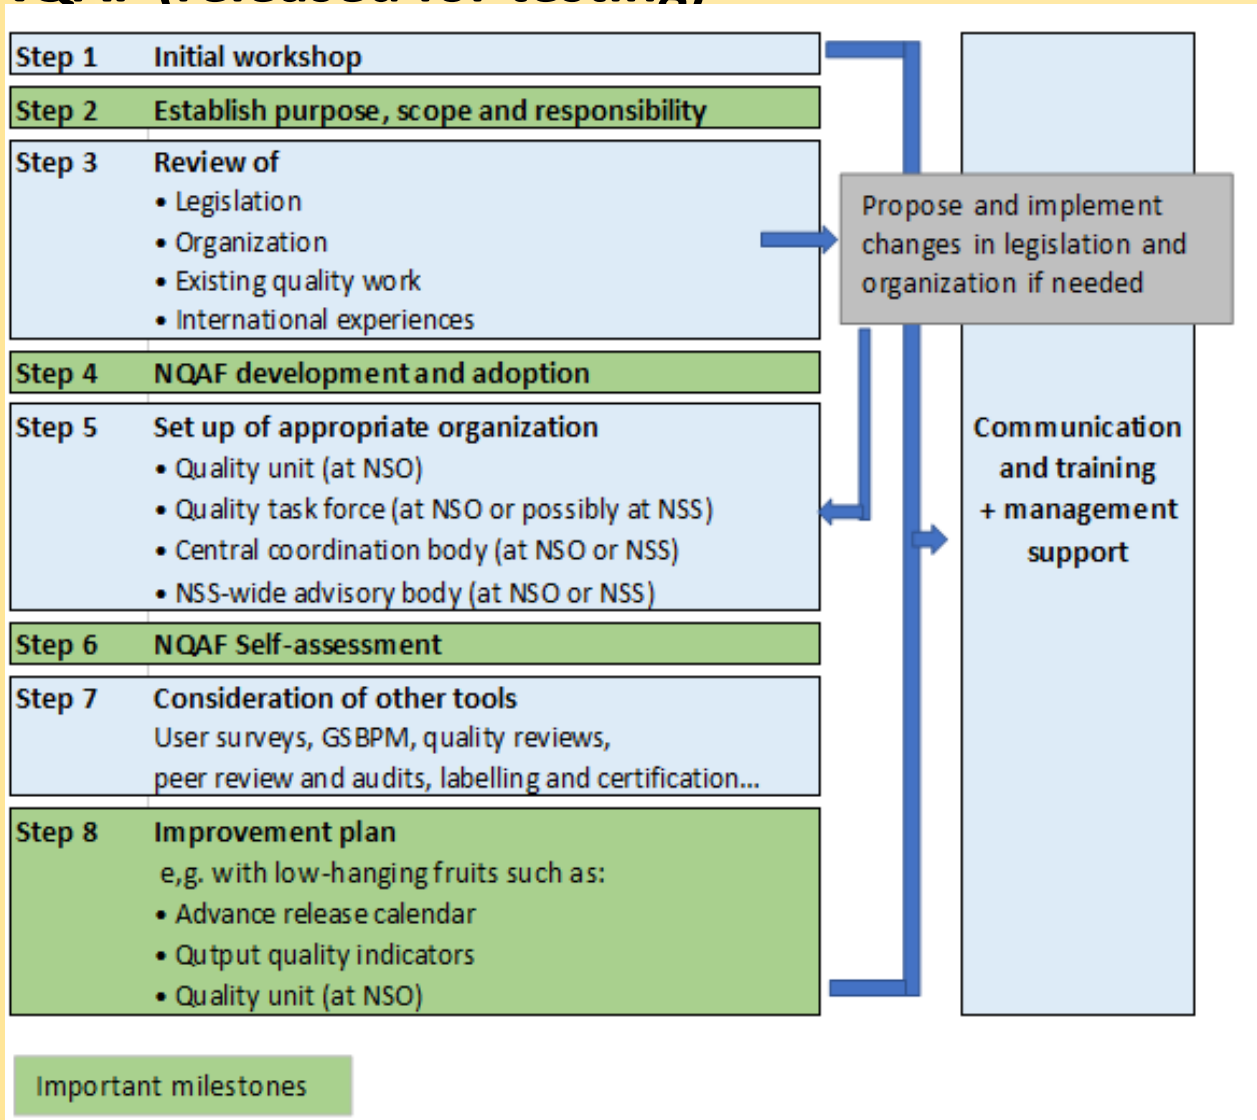 (released for testing)
Step 1 Initial workshop
Step 2 Establish purpose, scope and responsibility
Step 3 Review of
• Legislation
• Organization
• Existing quality work
• International experiences
Propose and implement
changes in legislation and
organization if needed
Step 4 NQAF development and adoption
Step 5 Set up of appropriate organization
• Quality unit (at NSO)
• Quality task force (at NSO or possibly at NSS)
• Central coordination body (at NSO or NSS)
• NSS-wide advisory body (at NSO or NSS)
Communication
and training
+ management
support
Step 6 NQAF Self-assessment
Step 7 Consideration of other tools
User surveys, GSBPM, quality reviews,
peer review and audits, labelling and certification...
Step 8 Improvement plan
e,g. with low-hanging fruits such as:
• Advance release calendar
• Qutput quality indicators
• Quality unit (at NSO)
Important milestones